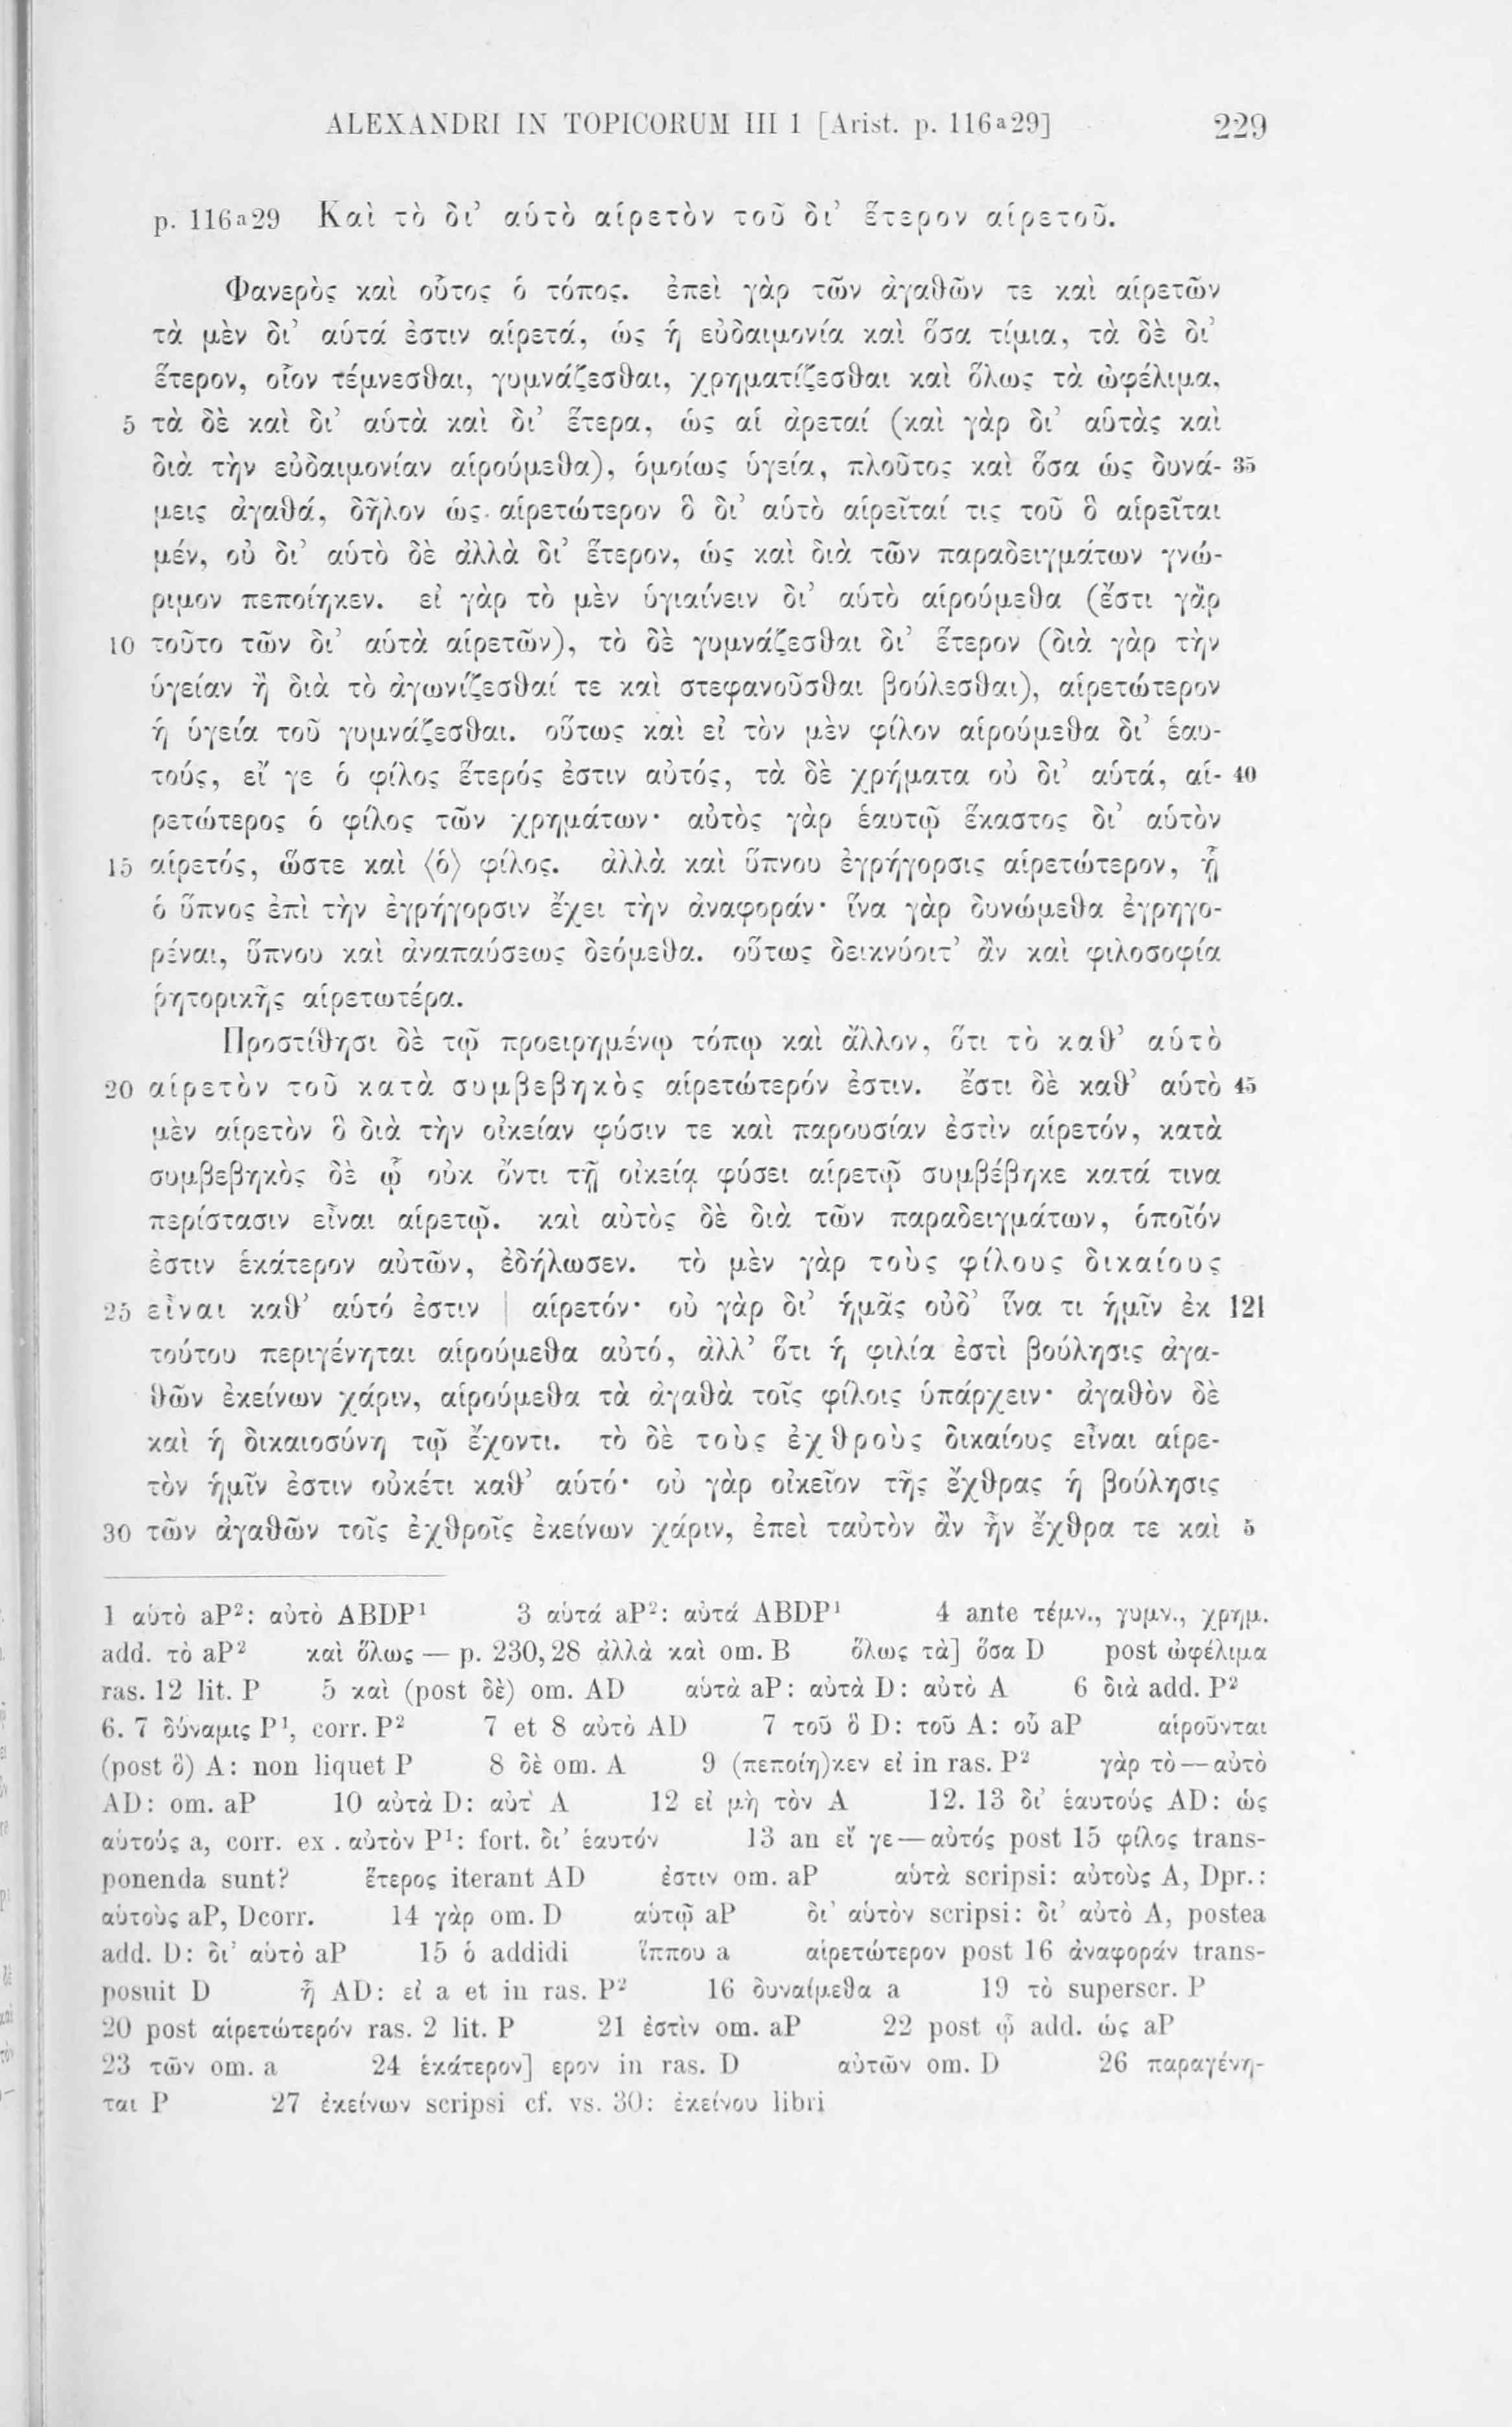 ALEXANDRI IN TOPICORUM III 1 [Arist. p. 116a29] 229
p. 116a29 Καὶ τὸ δι’ αὑτὸ αἱρετὸν τοῦ δι’ ἕτερον αἱρετοῦ.
Φανερὸς καὶ οὗτος ὁ τόπος. ἐπεὶ γὰρ τῶν ἀγαθῶν τε καὶ αἱρετῶν
τὰ μὲν δι’ αὑτά ἐστιν αἱρετά, ὡς ἡ εὐδαιμονία καὶ ὅσα τίμια, τὰ δὲ δι’
ἕτερον, οἷον τέμνεσθαι, γυμνάζεσθαι, χρηματίζεσθαι καὶ ὅλως τὰ ὠφέλιμα,
5 τὰ δὲ καὶ δι’ αὑτὰ καὶ δι’ ἕτερα, ὡς αἱ ἀρεταί (καὶ γὰρ δι’ αὑτὰς καὶ
διὰ τὴν εὐδαιμονίαν αἱρούμεθα), ὁμοίως ὑγεία, πλοῦτος καὶ ὅσα ὡς δυνά- 35
μεις ἀγαθά, δῆλον ὡς αἱρετώτερον ὃ δι’ αὑτὸ αἱρεῖταί τις τοῦ ὃ αἱρεῖται
μέν, οὐ δι’ αὑτὸ δὲ ἀλλὰ δι’ ἕτερον, ὡς καὶ διὰ τῶν παραδειγμάτων γνώ-
ριμον πεποίηκεν. εἰ γὰρ τὸ μὲν ὑγιαίνειν δι’ αὑτὸ αἱρούμεθα (ἔστι γὰρ
10 τοῦτο τῶν δι’ αὑτὰ αἱρετῶν), τὸ δὲ γυμνάζεσθαι δι’ ἕτερον (διὰ γὰρ τὴν
ὑγείαν ἢ διὰ τὸ ἀγωνίζεσθαί τε καὶ στεφανοῦσθαι βούλεσθαι), αἱρετώτερον
ἡ ὑγεία τοῦ γυμνάζεσθαι. οὕτως καὶ εἰ τὸν μὲν φίλον αἱρούμεθα δι’ ἑαυ-
τούς, εἴ γε ὁ φίλος ἕτερός ἐστιν αὐτός, τὰ δὲ χρήματα οὐ δι’ αὑτά, αἱ- 40
ρετώτερος ὁ φίλος τῶν χρημάτων· αὐτὸς γὰρ ἑαυτῷ ἕκαστος δι’ αὑτὸν
15 αἱρετός, ὥστε καὶ ⟨ὁ⟩ φίλος. ἀλλὰ καὶ ὕπνου ἐγρήγορσις αἱρετώτερον, ᾗ
ὁ ὕπνος ἐπὶ τὴν ἐγρήγορσιν ἔχει τὴν ἀναφοράν· ἵνα γὰρ δυνώμεθα ἐγρηγο-
ρέναι, ὕπνου καὶ ἀναπαύσεως δεόμεθα. οὕτως δεικνύοιτ’ ἂν καὶ φιλοσοφία
ῥητορικῆς αἱρετωτέρα.
Προστίθησι δὲ τῷ προειρημένῳ τόπῳ καὶ ἄλλον, ὅτι τὸ καθ’ αὑτὸ
20 αἱρετὸν τοῦ κατὰ συμβεβηκὸς αἱρετώτερόν ἐστιν. ἔστι δὲ καθ’ αὑτὸ 45
μὲν αἱρετὸν ὃ διὰ τὴν οἰκείαν φύσιν τε καὶ παρουσίαν ἐστὶν αἱρετόν, κατὰ
συμβεβηκὸς δὲ ᾧ οὐκ ὄντι τῇ οἰκείᾳ φύσει αἱρετῷ συμβέβηκε κατά τινα
περίστασιν εἶναι αἱρετῷ. καὶ αὐτὸς δὲ διὰ τῶν παραδειγμάτων, ὁποῖόν
ἐστιν ἑκάτερον αὐτῶν, ἐδήλωσεν. τὸ μὲν γὰρ τοὺς φίλους δικαίους
25 εἶναι καθ’ αὑτό ἐστιν | αἱρετόν· οὐ γὰρ δι’ ἡμᾶς οὐδ’ ἵνα τι ἡμῖν ἐκ 121
τούτου περιγένηται αἱρούμεθα αὐτό, ἀλλ’ ὅτι ἡ φιλία ἐστὶ βούλησις ἀγα-
θῶν ἐκείνων χάριν, αἱρούμεθα τὰ ἀγαθὰ τοῖς φίλοις ὑπάρχειν· ἀγαθὸν δὲ
καὶ ἡ δικαιοσύνη τῷ ἔχοντι. τὸ δὲ τοὺς ἐχθροὺς δικαίους εἶναι αἱρε-
τὸν ἡμῖν ἐστιν οὐκέτι καθ’ αὑτό· οὐ γὰρ οἰκεῖον τῆς ἔχθρας ἡ βούλησις
30 τῶν ἀγαθῶν τοῖς ἐχθροῖς ἐκείνων χάριν, ἐπεὶ ταὐτὸν ἂν ἦν ἔχθρα τε καὶ 5
1 αὑτὸ aP²: αὐτὸ ABDP¹ 3 αὑτά aP²: αὐτά ABDP¹ 4 ante τέμν., γυμν., χρημ.
add. τὸ aP² καὶ ὅλως — p. 230,28 ἀλλὰ καὶ om. B ὅλως τὰ] ὅσα D post ὠφέλιμα
ras. 12 lit. P 5 καὶ (post δὲ) om. AD αὑτὰ aP: αὐτὰ D: αὐτὸ A 6 διὰ add. P²
6. 7 δύναμις P¹, corr. P² 7 et 8 αὐτὸ AD 7 τοῦ ὃ D: τοῦ A: οὗ aP αἱροῦνται
(post ὃ) A: non liquet P 8 δὲ om. A 9 (πεποίη)κεν εἰ in ras. P² γὰρ τὸ — αὐτὸ
AD: om. aP 10 αὐτὰ D: αὐτ A 12 εἰ μὴ τὸν A 12. 13 δι’ ἑαυτούς AD: ὡς
αὑτούς a, corr. ex . αὐτὸν P¹: fort. δι’ ἑαυτόν 13 an εἴ γε — αὐτός post 15 φίλος trans-
ponenda sunt? ἕτερος iterant AD ἐστιν om. aP αὑτὰ scripsi: αὐτοὺς A, Dpr.:
αὑτοὺς aP, Dcorr. 14 γὰρ om. D αὑτῷ aP δι’ αὑτὸν scripsi: δι’ αὐτὸ A, postea
add. D: δι’ αὑτὸ aP 15 ὁ addidi ἵππου a αἱρετώτερον post 16 ἀναφοράν trans-
posuit D ᾗ AD: εἰ a et in ras. P² 16 δυναίμεθα a 19 τὸ superscr. P
20 post αἱρετώτερόν ras. 2 lit. P 21 ἐστὶν om. aP 22 post ᾧ add. ὡς aP
23 τῶν om. a 24 ἑκάτερον] ερον in ras. D αὐτῶν om. D 26 παραγένη-
ται P 27 ἐκείνων scripsi cf. vs. 30: ἐκείνου libri